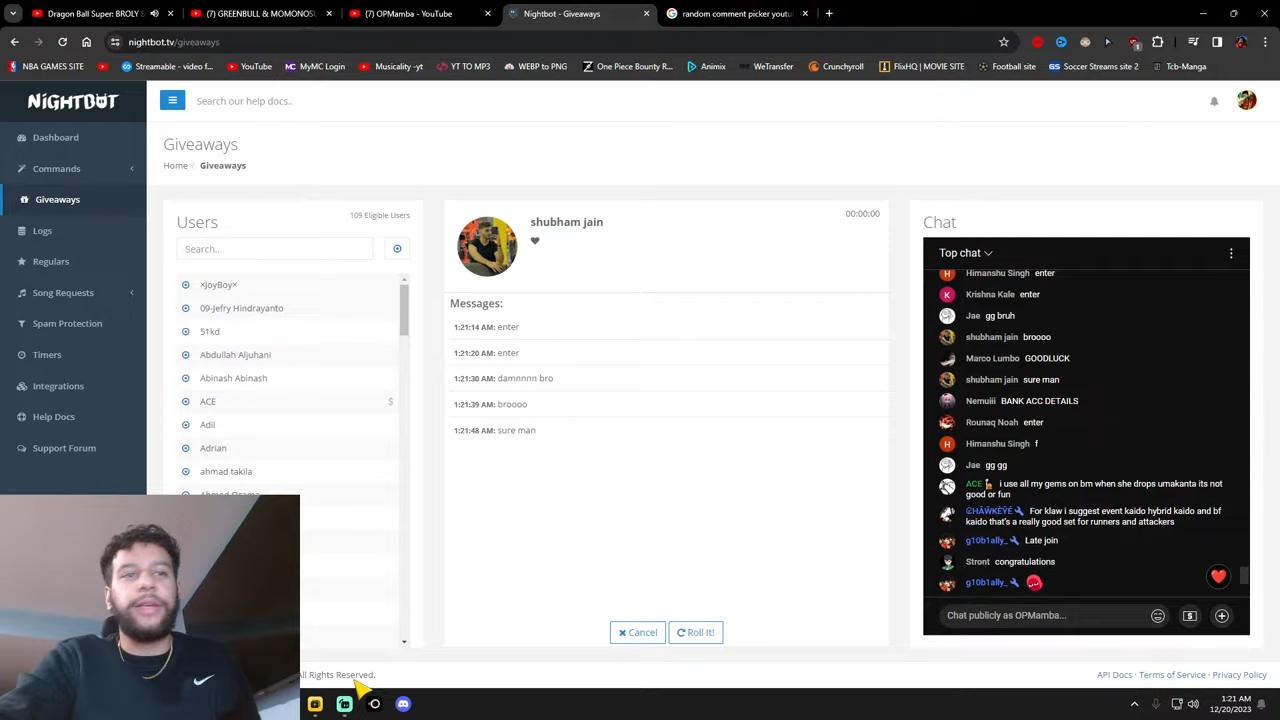 Dragon Ball Super: BROLY S
(7) GREENBULL & MOMONOSU
(7) OPMamba - YouTube
Nightbot - Giveaways
random comment picker youtu
nightbot.tv/giveaways
NBA GAMES SITE
Streamable - video f...
YouTube
MyMC Login
Musicality -yt
YT TO MP3
WEBP to PNG
One Piece Bounty R...
Animix
WeTransfer
Crunchyroll
FlixHQ | MOVIE SITE
Football site
Soccer Streams site 2
Tcb-Manga
NIGHTBOT
Search our help docs..
Dashboard
Commands
Giveaways
Logs
Regulars
Song Requests
Spam Protection
Timers
Integrations
Help Docs
Support Forum
Giveaways
Home / Giveaways
Users
109 Eligible Users
Search..
×JoyBoy×
09-Jefry Hindrayanto
51kd
Abdullah Aljuhani
Abinash Abinash
ACE $
Adil
Adrian
ahmad takila
Ahmed Osama
shubham jain
00:00:00
Messages:
1:21:14 AM: enter
1:21:20 AM: enter
1:21:30 AM: damnnnn bro
1:21:39 AM: broooo
1:21:48 AM: sure man
Cancel
Roll It!
Chat
Top chat
Himanshu Singh enter
Krishna Kale enter
Jae gg bruh
shubham jain broooo
Marco Lumbo GOODLUCK
shubham jain sure man
Nemuiii BANK ACC DETAILS
Rounaq Noah enter
Himanshu Singh f
Jae gg gg
ACE i use all my gems on bm when she drops umakanta its not
good or fun
For klaw i suggest event kaido hybrid kaido and bf
kaido that's a really good set for runners and attackers
g10b1ally_ Late join
Stront congratulations
g10b1ally_
Chat publicly as OPMamba...
All Rights Reserved.
API Docs - Terms of Service - Privacy Policy
1:21 AM
12/20/2023